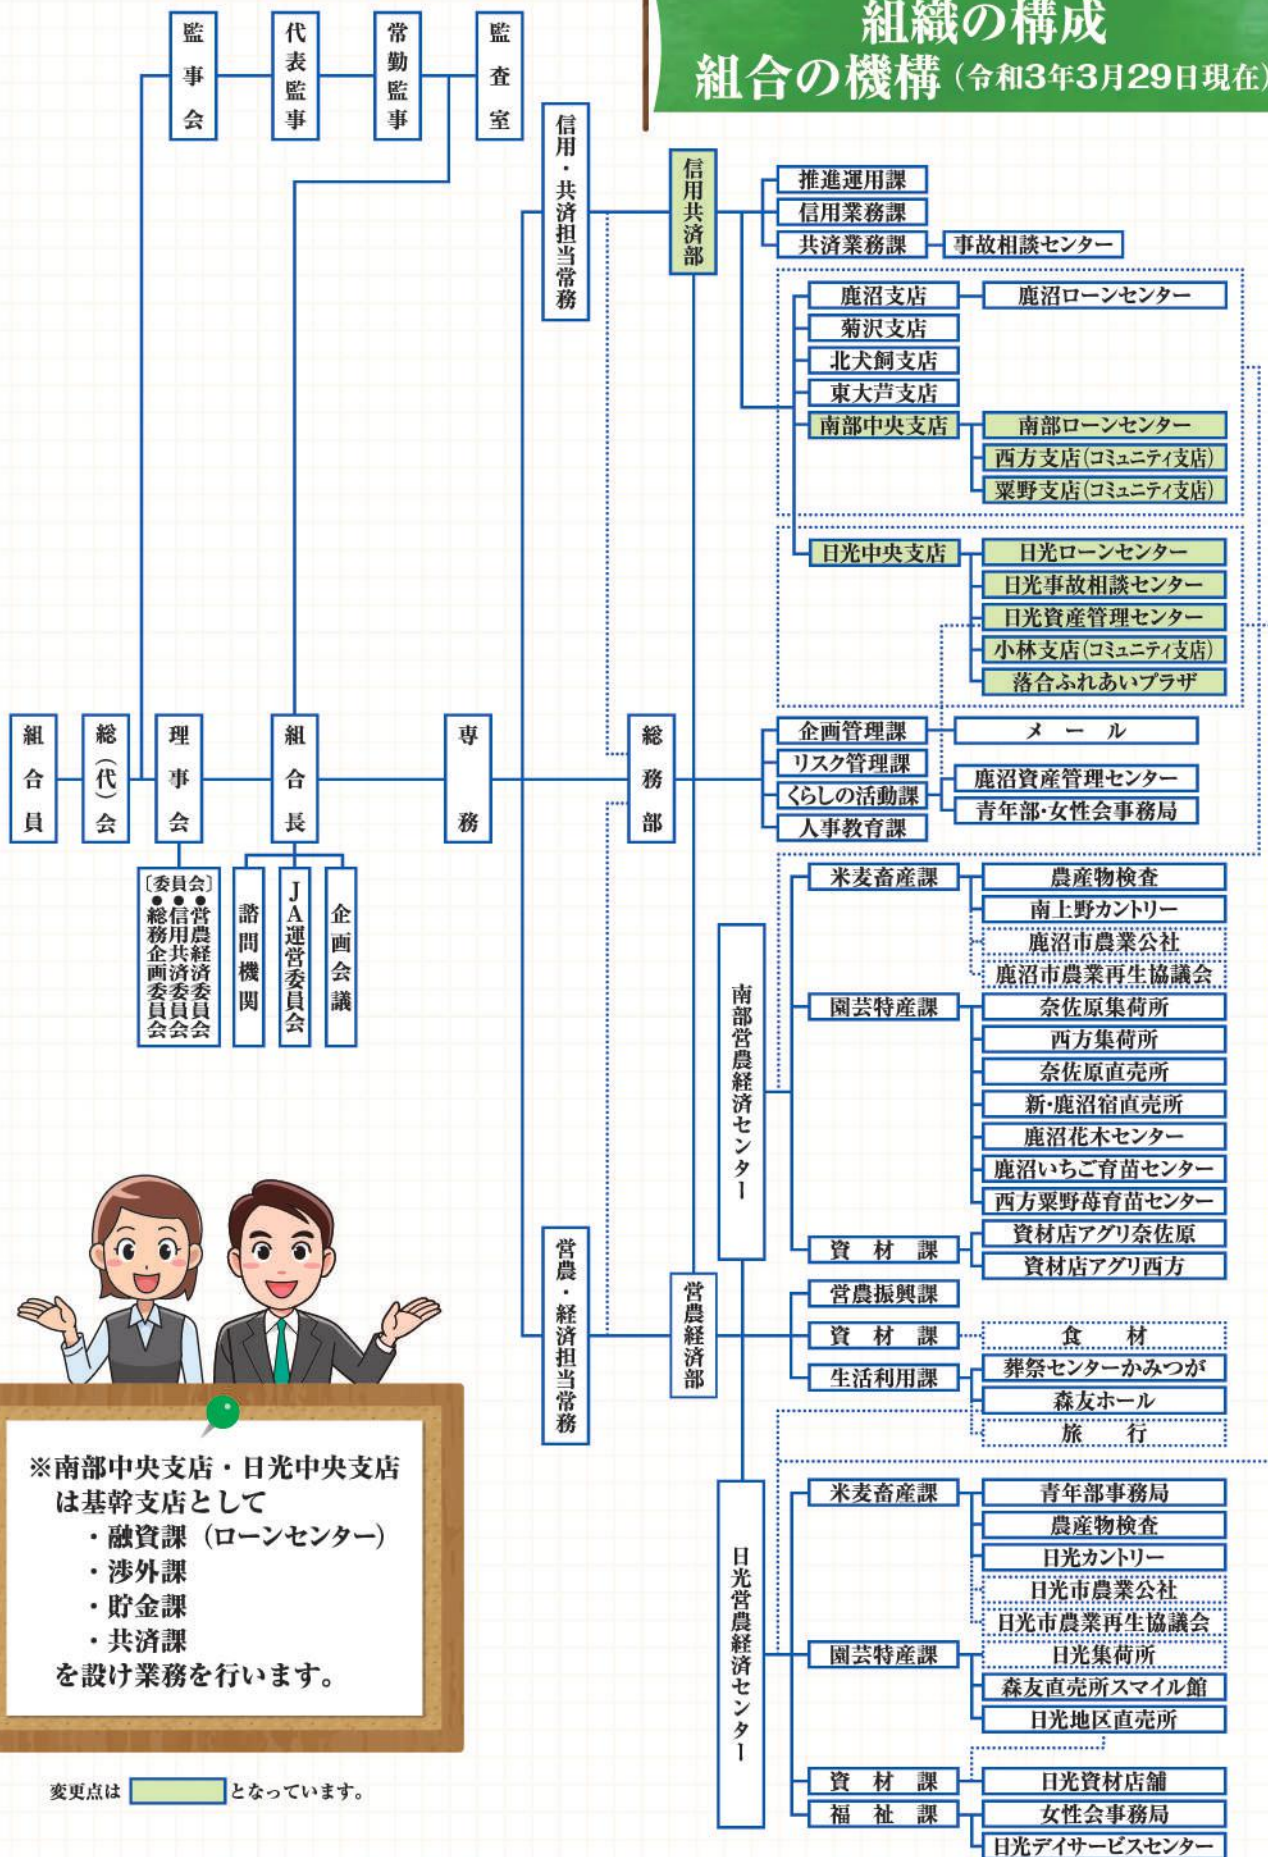 組織の構成
組合の機構（令和3年3月29日現在）
監事会
代表監事
常勤監事
監査室
信用・共済担当常務
信用共済部
推進運用課
信用業務課
共済業務課
事故相談センター
鹿沼支店
鹿沼ローンセンター
菊沢支店
北犬飼支店
東大芦支店
南部中央支店
南部ローンセンター
西方支店(コミュニティ支店)
粟野支店(コミュニティ支店)
日光中央支店
日光ローンセンター
日光事故相談センター
日光資産管理センター
小林支店(コミュニティ支店)
落合ふれあいプラザ
組合員
総(代)会
理事会
組合長
専務
総務部
企画管理課
メール
リスク管理課
くらしの活動課
鹿沼資産管理センター
青年部・女性会事務局
人事教育課
〔委員会〕
●営農経済委員会
●信用共済委員会
●総務企画委員会
諮問機関
JA運営委員会
企画会議
南部営農経済センター
米麦畜産課
農産物検査
南上野カントリー
鹿沼市農業公社
鹿沼市農業再生協議会
園芸特産課
奈佐原集荷所
西方集荷所
奈佐原直売所
新・鹿沼宿直売所
鹿沼花木センター
鹿沼いちご育苗センター
西方粟野苺育苗センター
資材課
資材店アグリ奈佐原
資材店アグリ西方
営農・経済担当常務
営農経済部
営農振興課
資材課
食材
生活利用課
葬祭センターかみつが
森友ホール
旅行
日光営農経済センター
米麦畜産課
青年部事務局
農産物検査
日光カントリー
日光市農業公社
日光市農業再生協議会
園芸特産課
日光集荷所
森友直売所スマイル館
日光地区直売所
資材課
日光資材店舗
福祉課
女性会事務局
日光デイサービスセンター
※南部中央支店・日光中央支店
は基幹支店として
・融資課（ローンセンター）
・渉外課
・貯金課
・共済課
を設け業務を行います。
変更点は　　　となっています。